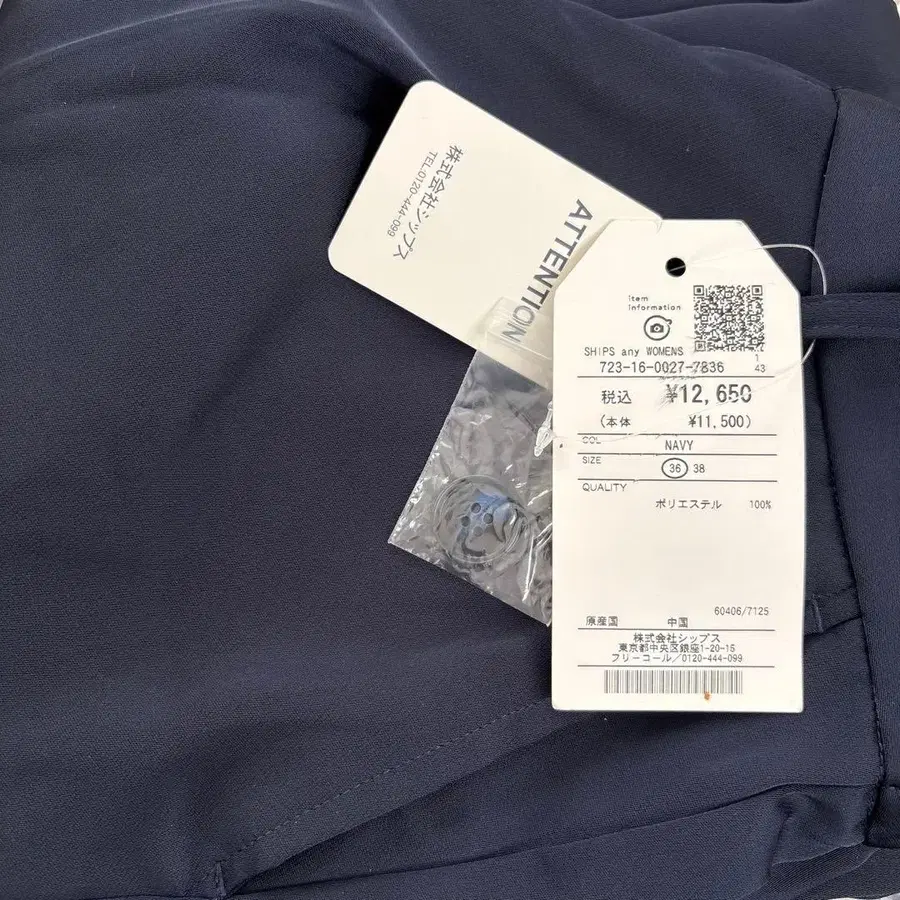 株式会社シップス
TEL.0120-444-099
ATTENTION
item
information
SHIPS any WOMENS
1
723-16-0027-7836
43
税込 ¥12,650
(本体 ¥11,500)
COL
NAVY
SIZE
36 38
QUALITY
ポリエステル 100%
60406/7125
原産国 中国
株式会社シップス
東京都中央区銀座1-20-15
フリーコール/0120-444-099